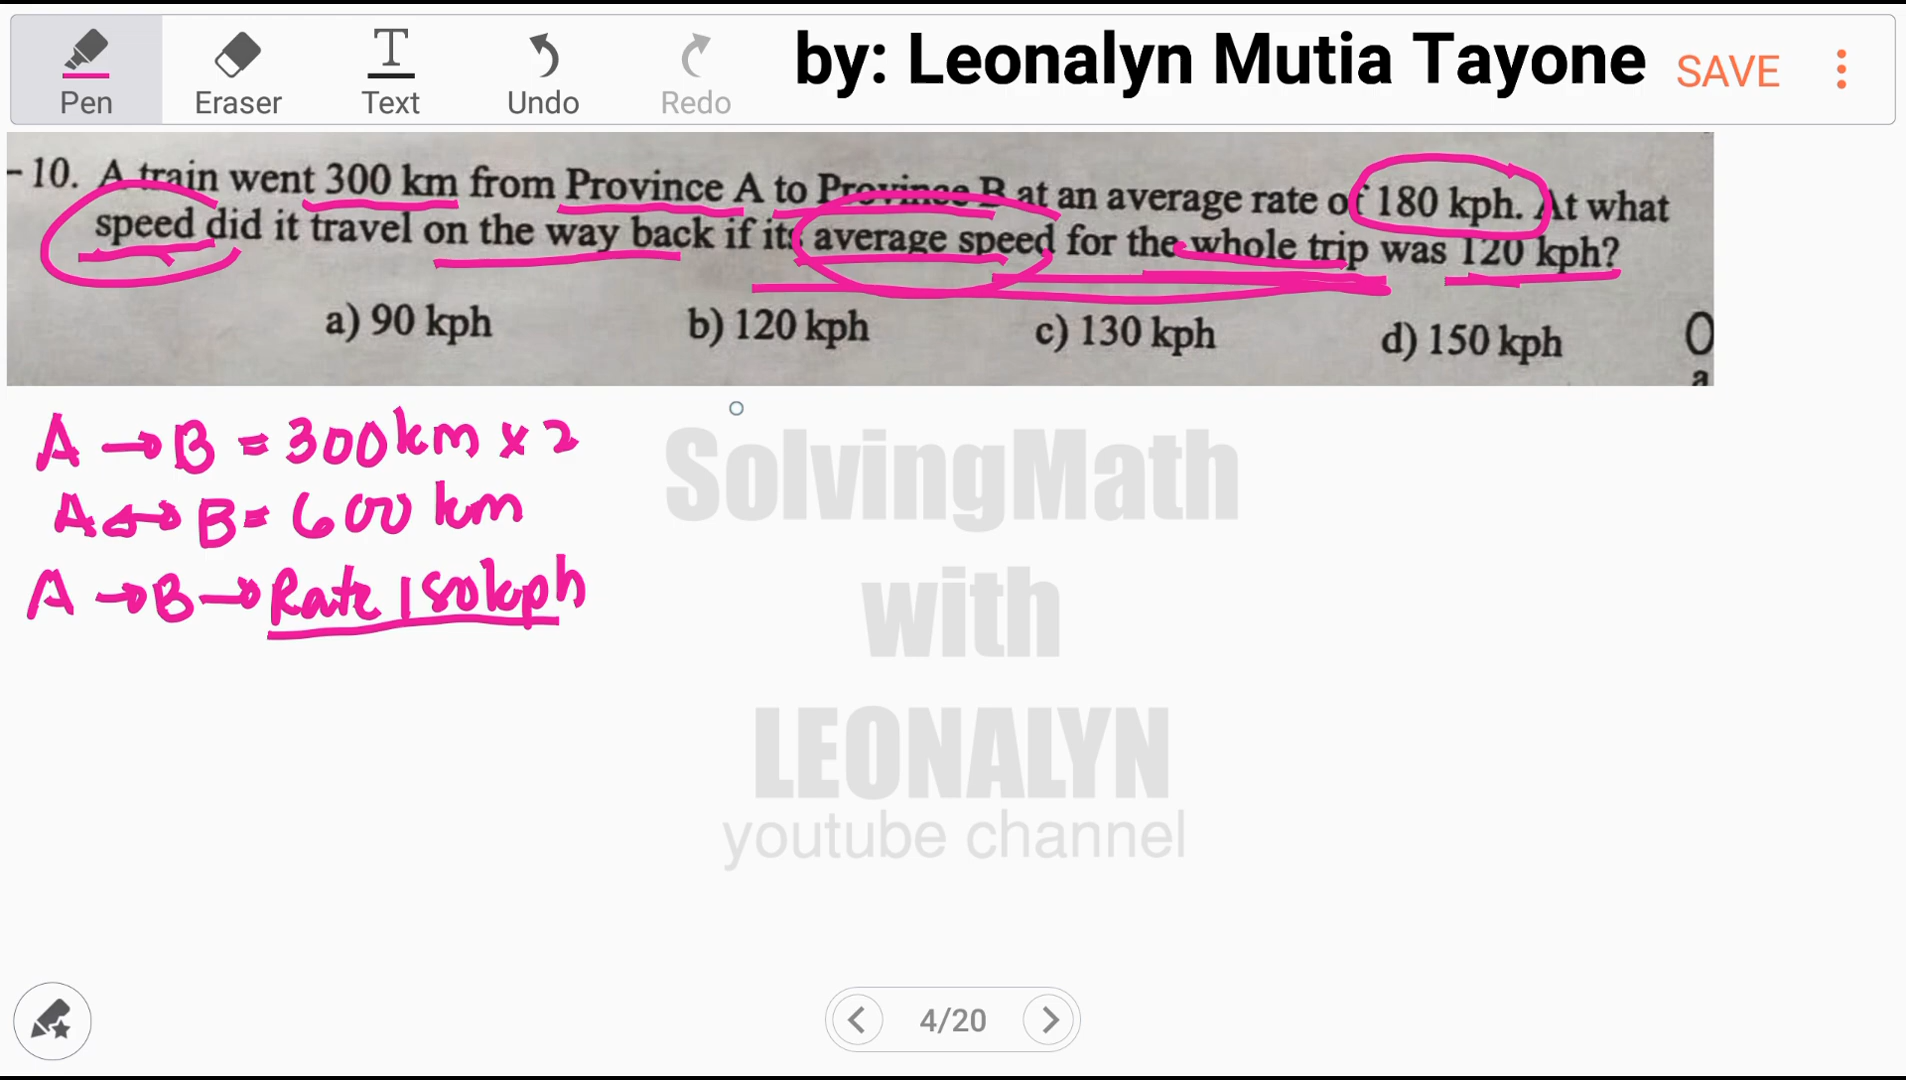 Pen
Eraser
Text
Undo
Redo
by: Leonalyn Mutia Tayone
SAVE
-10. A train went 300 km from Province A to Province B at an average rate of 180 kph. At what
speed did it travel on the way back if its average speed for the whole trip was 120 kph?
a) 90 kph
b) 120 kph
c) 130 kph
d) 150 kph
A → B = 300 km x 2
A ↔ B = 600 km
A → B → Rate 180 kph
SolvingMath
with
LEONALYN
youtube channel
4/20